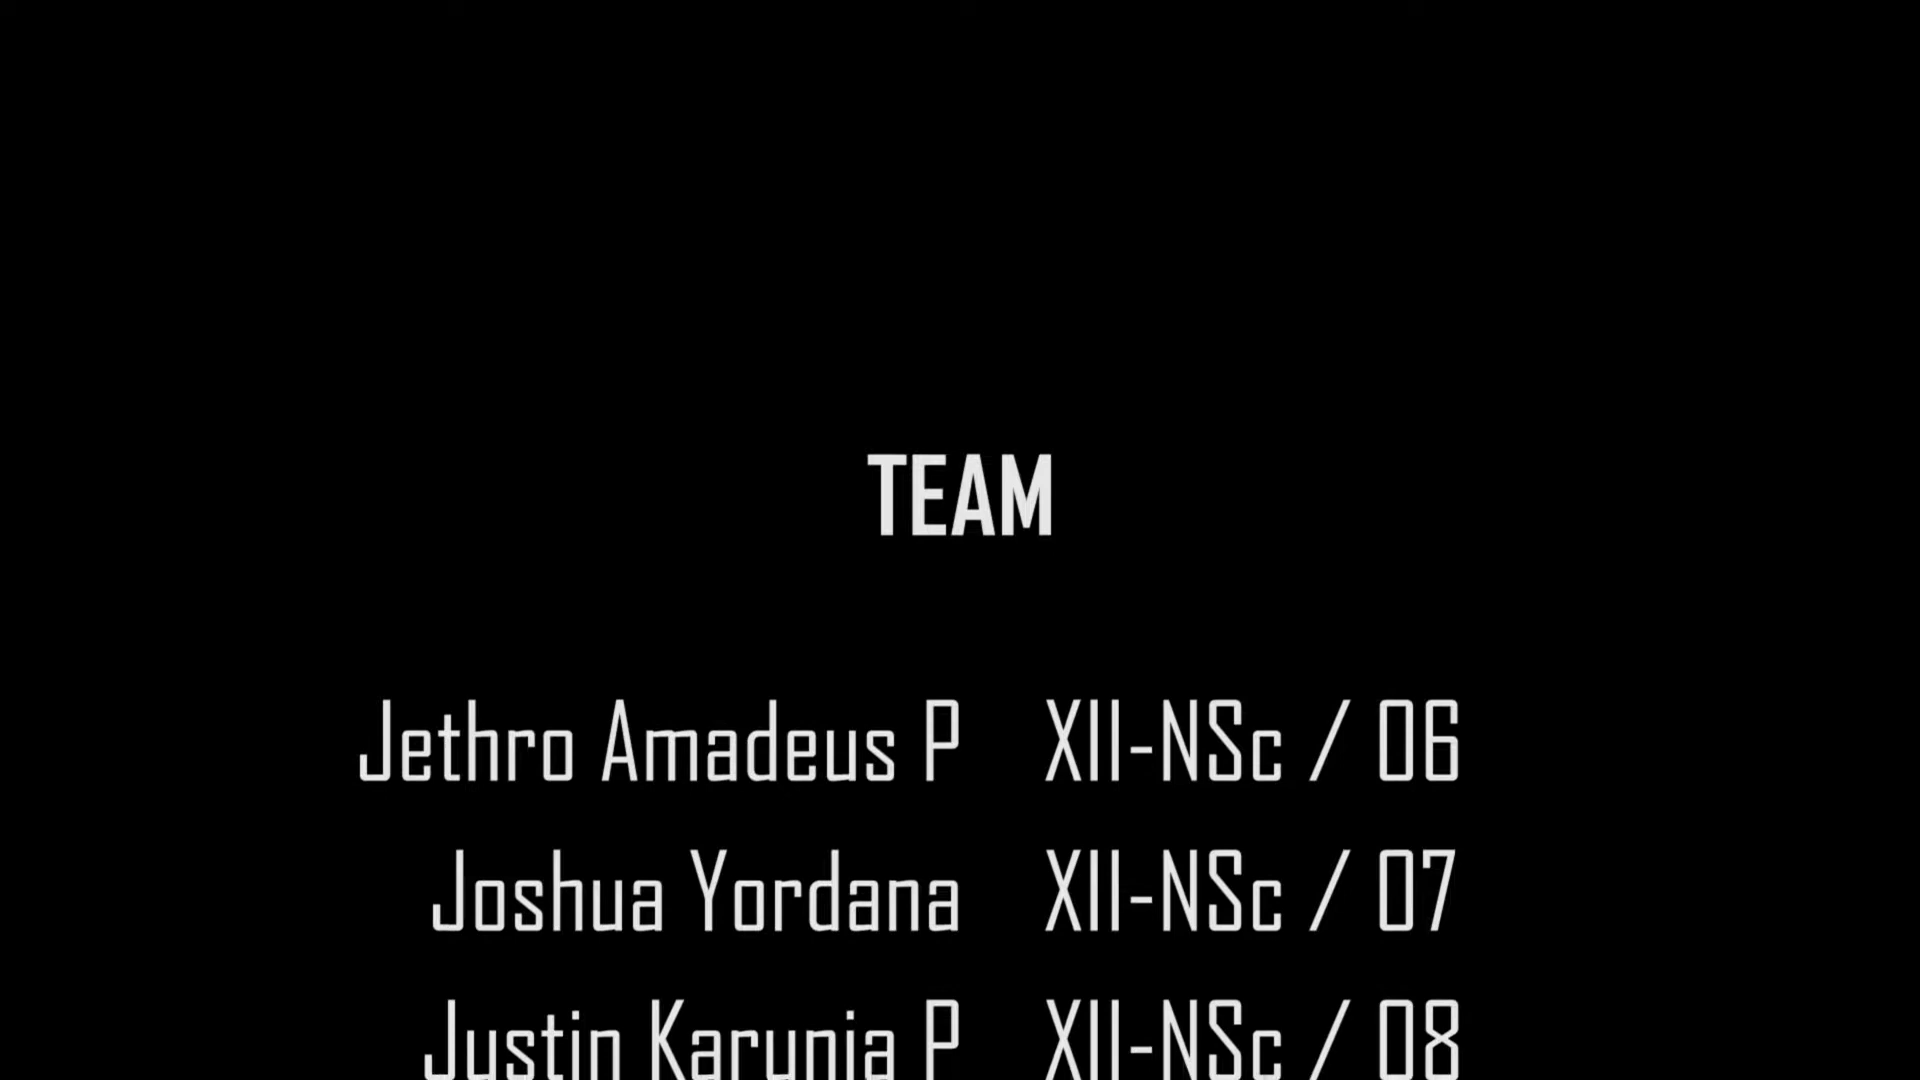 TEAM
Jethro Amadeus P XII-NSc / 06
Joshua Yordana XII-NSc / 07
Justin Karunia P XII-NSc / 08